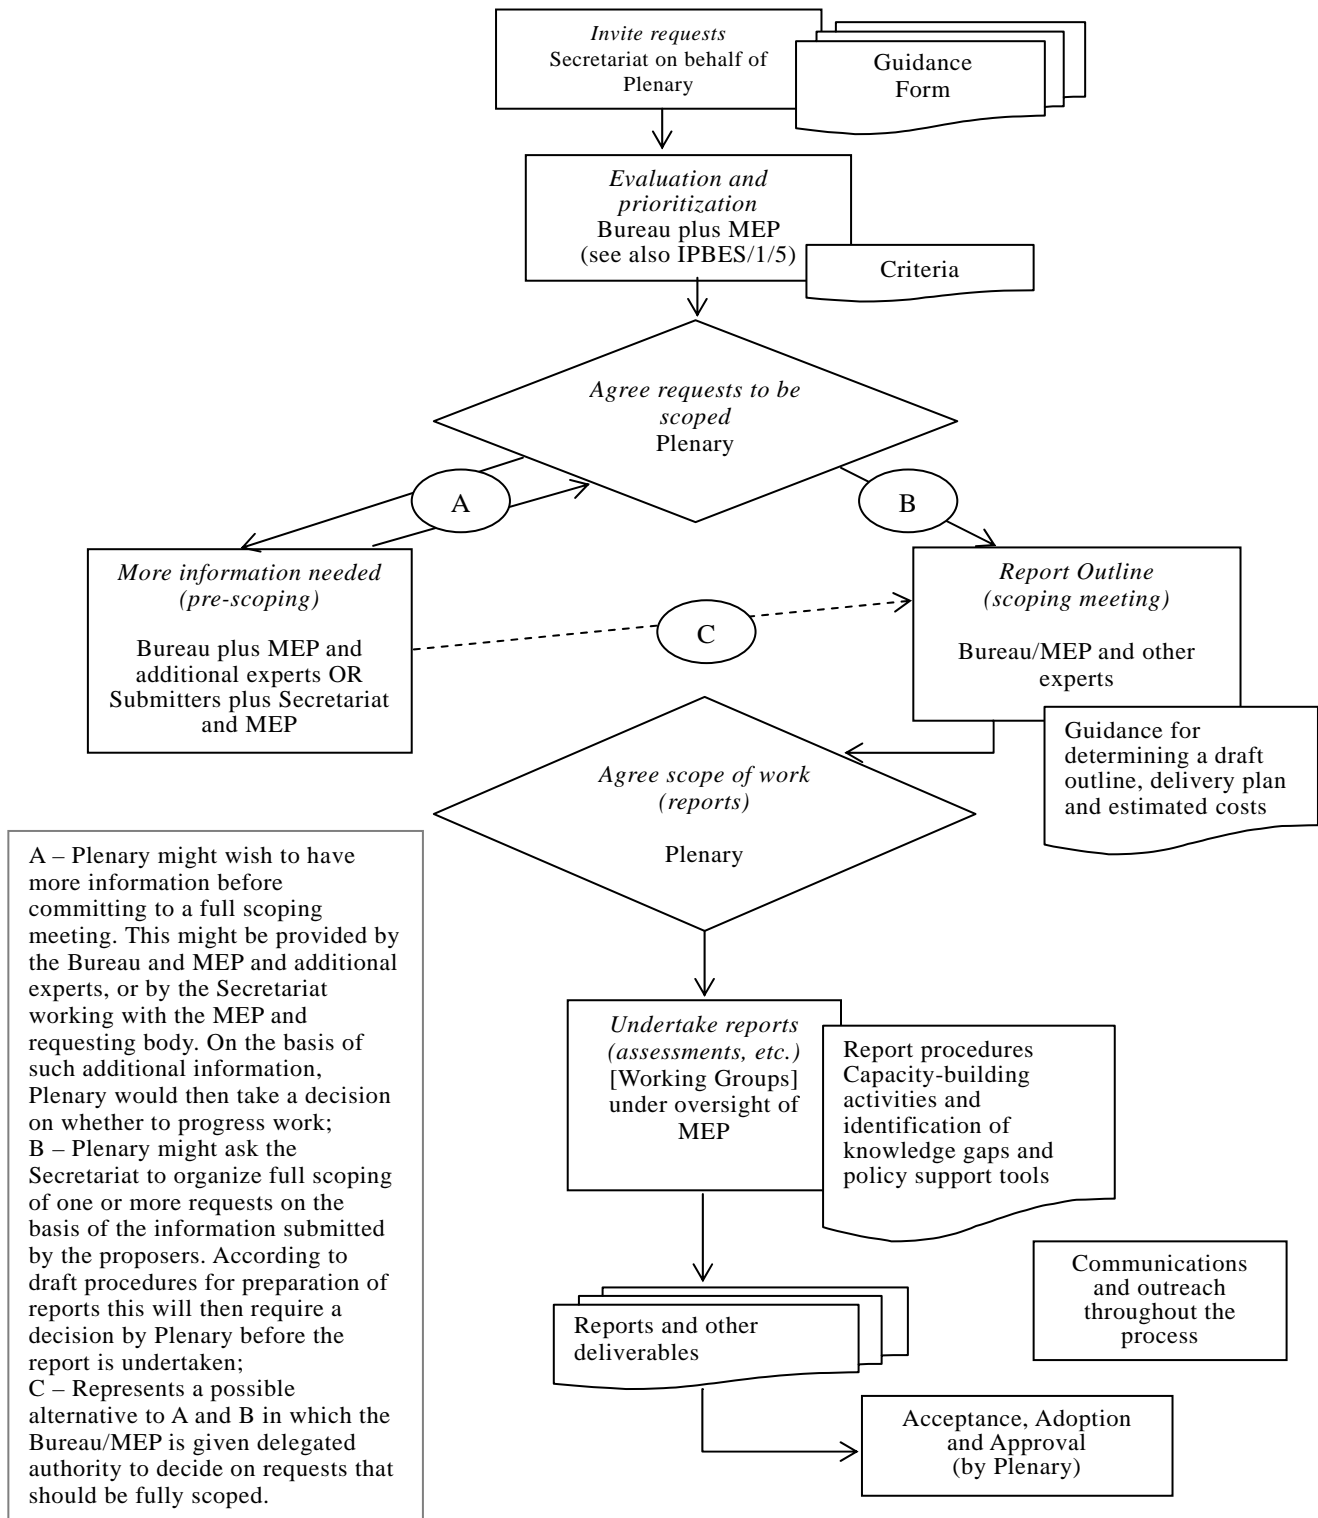 Invite requests
Secretariat on behalf of
Plenary
Guidance
Form
Evaluation and
prioritization
Bureau plus MEP
(see also IPBES/1/5)
Criteria
Agree requests to be
scoped
Plenary
A
B
More information needed
(pre-scoping)
Bureau plus MEP and
additional experts OR
Submitters plus Secretariat
and MEP
C
Report Outline
(scoping meeting)
Bureau/MEP and other
experts
Guidance for
determining a draft
outline, delivery plan
and estimated costs
Agree scope of work
(reports)
Plenary
A – Plenary might wish to have
more information before
committing to a full scoping
meeting. This might be provided by
the Bureau and MEP and additional
experts, or by the Secretariat
working with the MEP and
requesting body. On the basis of
such additional information,
Plenary would then take a decision
on whether to progress work;
B – Plenary might ask the
Secretariat to organize full scoping
of one or more requests on the
basis of the information submitted
by the proposers. According to
draft procedures for preparation of
reports this will then require a
decision by Plenary before the
report is undertaken;
C – Represents a possible
alternative to A and B in which the
Bureau/MEP is given delegated
authority to decide on requests that
should be fully scoped.
Undertake reports
(assessments, etc.)
[Working Groups]
under oversight of
MEP
Report procedures
Capacity-building
activities and
identification of
knowledge gaps and
policy support tools
Communications
and outreach
throughout the
process
Reports and other
deliverables
Acceptance, Adoption
and Approval
(by Plenary)